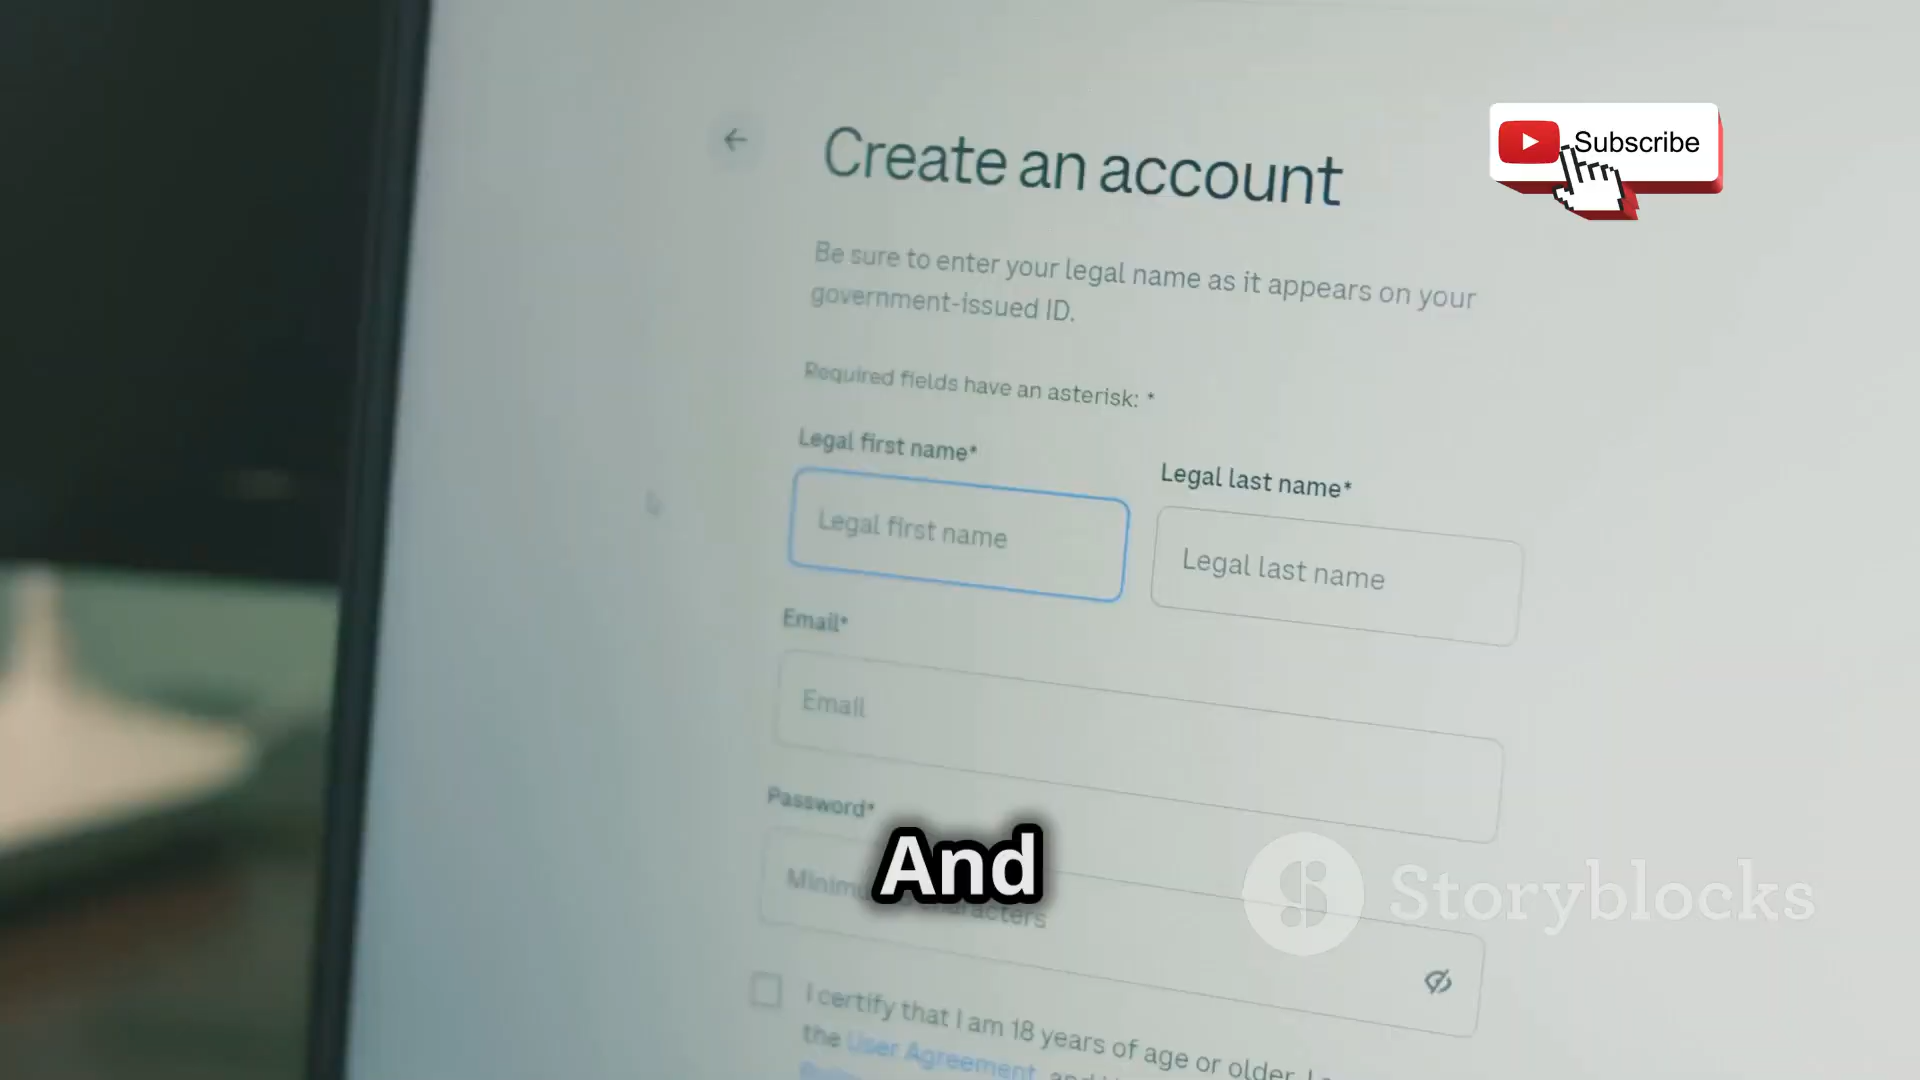 Subscribe
Create an account
Be sure to enter your legal name as it appears on your
government-issued ID.
Required fields have an asterisk: *
Legal first name*
Legal last name*
Legal first name
Legal last name
Email*
Email
Password*
And
characters
Storyblocks
I certify that I am 18 years of age or older,
the User Agreement, and